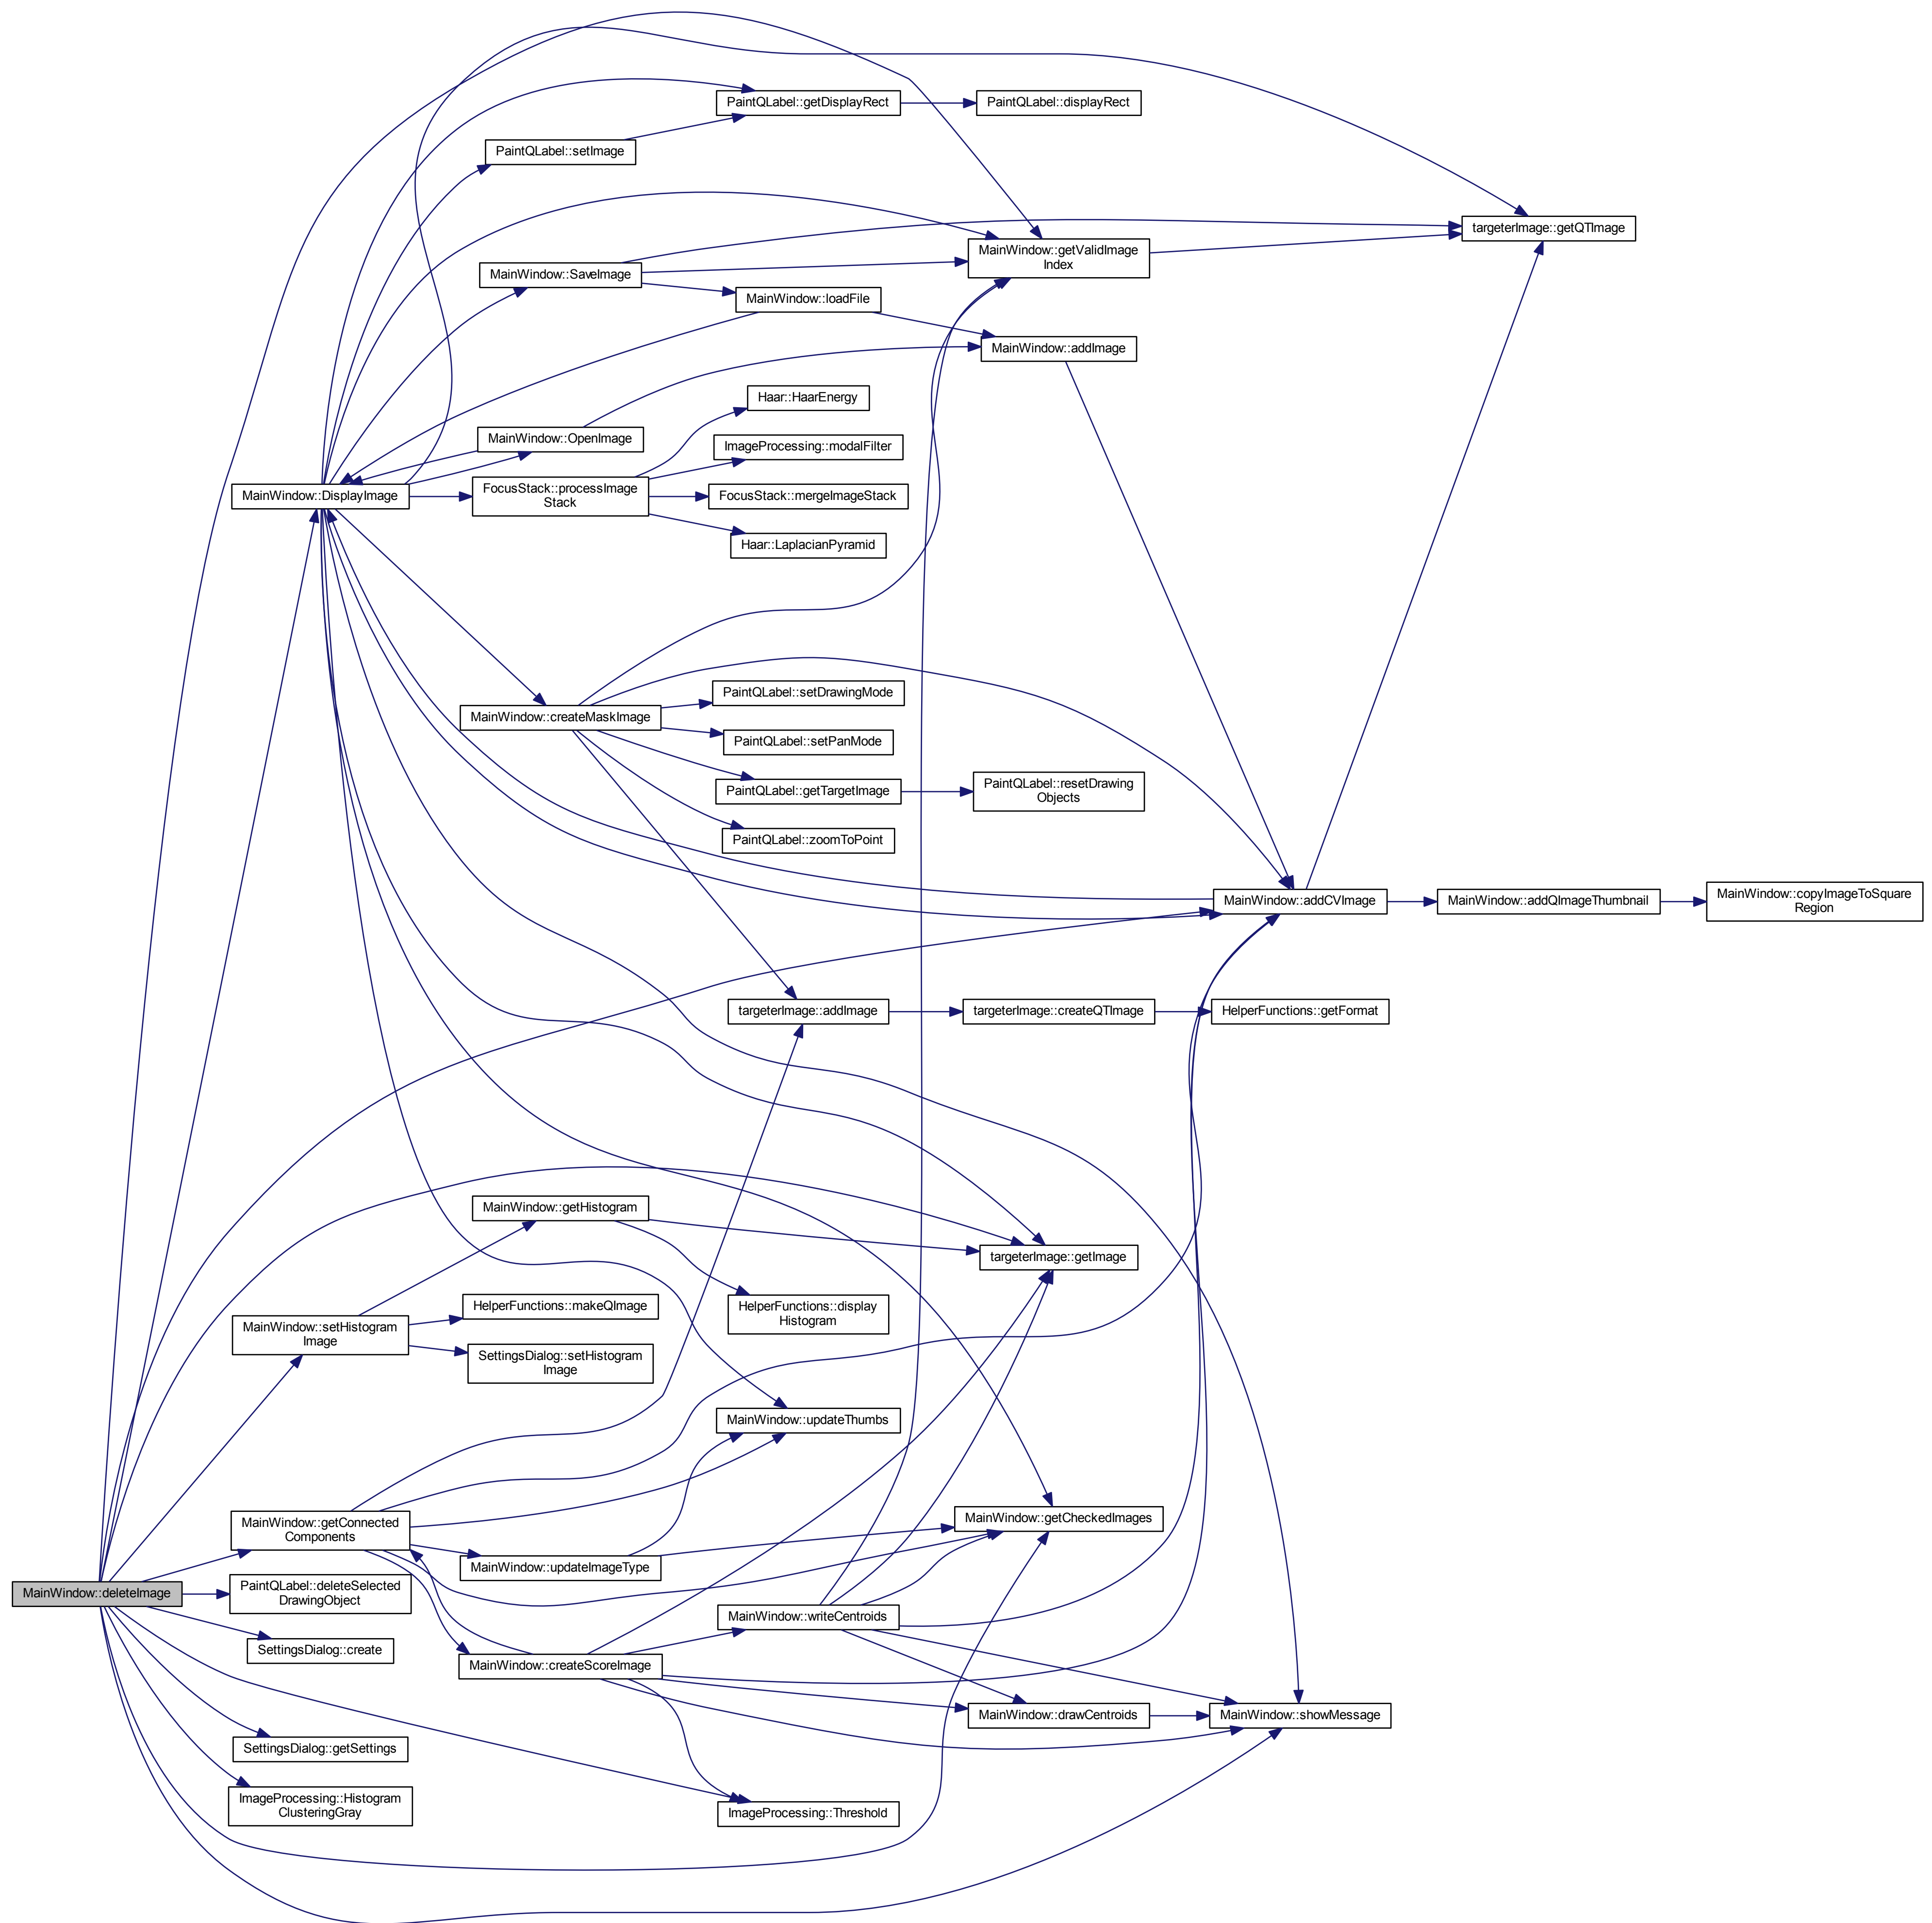 PaintQLabel::getDisplayRect
PaintQLabel::displayRect
PaintQLabel::setImage
targeterImage::getQTImage
MainWindow::getValidImage
Index
MainWindow::SaveImage
MainWindow::loadFile
MainWindow::addImage
Haar::HaarEnergy
MainWindow::OpenImage
ImageProcessing::modalFilter
MainWindow::DisplayImage
FocusStack::processImage
Stack
FocusStack::mergeImageStack
Haar::LaplacianPyramid
PaintQLabel::setDrawingMode
MainWindow::createMaskImage
PaintQLabel::setPanMode
PaintQLabel::getTargetImage
PaintQLabel::resetDrawing
Objects
PaintQLabel::zoomToPoint
MainWindow::addCVImage
MainWindow::addQImageThumbnail
MainWindow::copyImageToSquare
Region
targeterImage::addImage
targeterImage::createQTImage
HelperFunctions::getFormat
MainWindow::getHistogram
targeterImage::getImage
HelperFunctions::makeQImage
HelperFunctions::display
Histogram
MainWindow::setHistogram
Image
SettingsDialog::setHistogram
Image
MainWindow::updateThumbs
MainWindow::getConnected
Components
MainWindow::getCheckedImages
MainWindow::updateImageType
MainWindow::deleteImage
PaintQLabel::deleteSelected
DrawingObject
MainWindow::writeCentroids
SettingsDialog::create
MainWindow::createScoreImage
MainWindow::drawCentroids
MainWindow::showMessage
SettingsDialog::getSettings
ImageProcessing::Histogram
ClusteringGray
ImageProcessing::Threshold